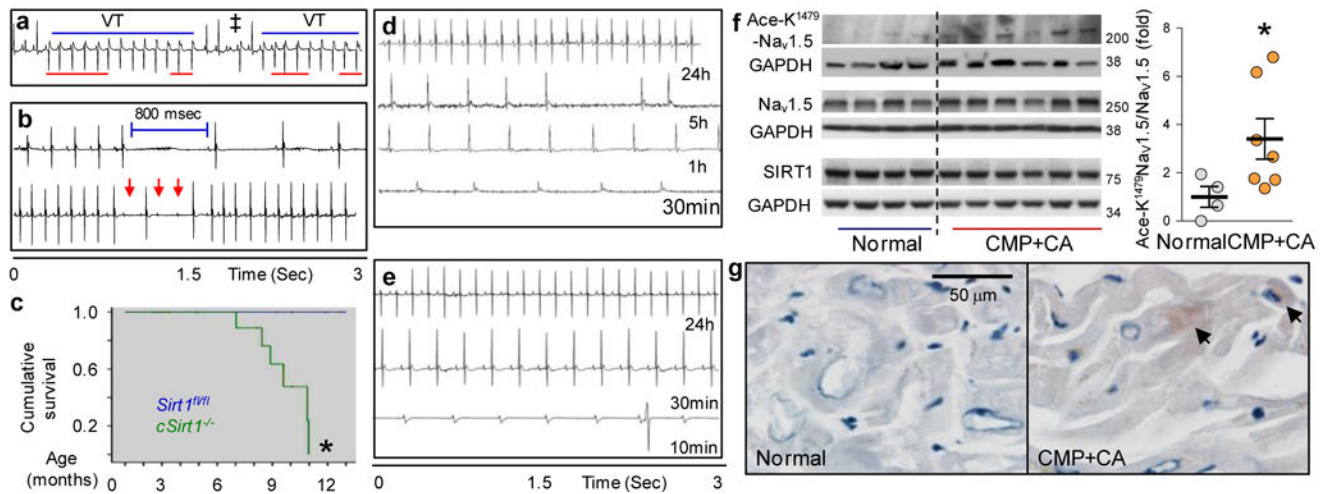 a
VT
‡
VT
b
800 msec
0
1.5
Time (Sec)
3
c
Cumulative
survival
1.0
0.6
0.2
Sirt1fl/fl
cSirt1-/-
*
Age
(months)
0
3
6
9
12
d
24h
5h
1h
30min
e
24h
30min
10min
0
1.5
Time (Sec)
3
f
Ace-K1479
-Nav1.5
200
GAPDH
38
Nav1.5
250
GAPDH
38
SIRT1
75
GAPDH
34
Normal
CMP+CA
Ace-K1479Nav1.5/Nav1.5 (fold)
8
6
4
2
0
*
Normal
CMP+CA
g
50 μm
Normal
CMP+CA